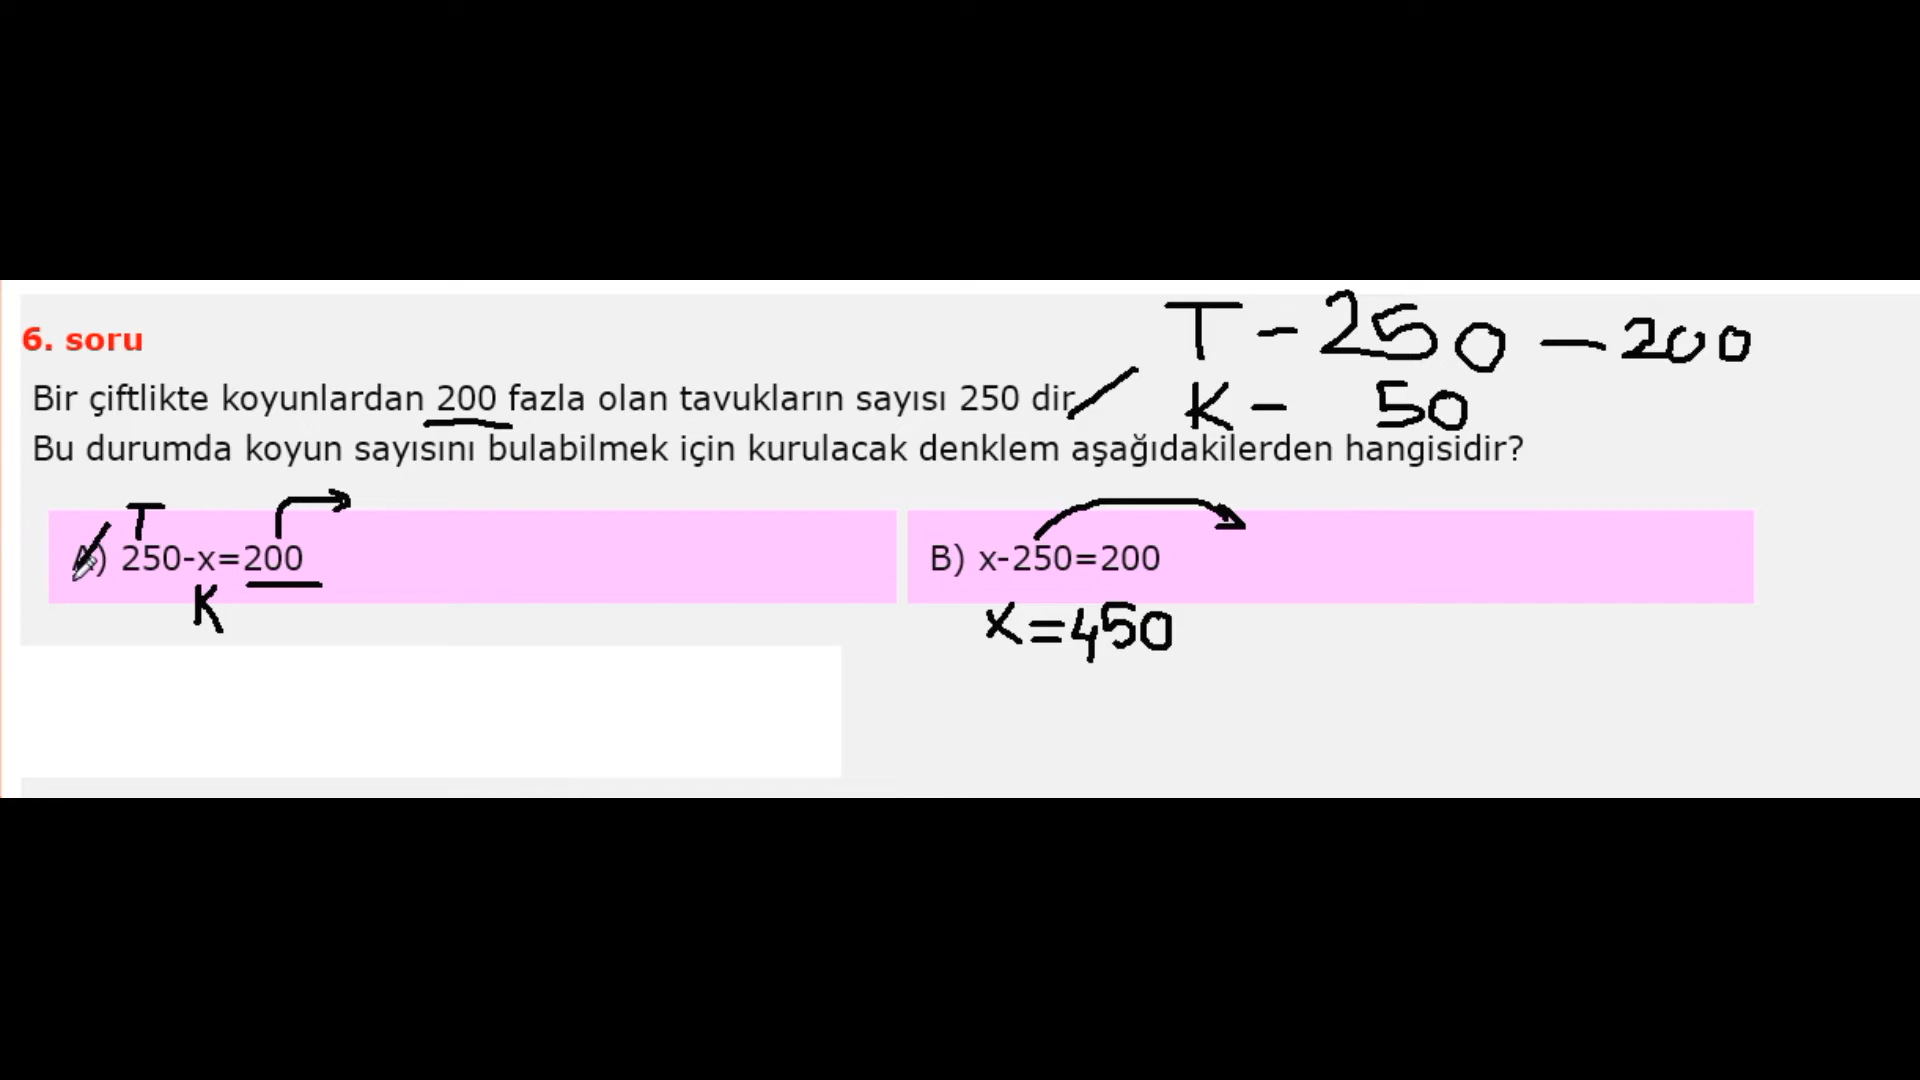 6. soru
T - 250 - 200
Bir çiftlikte koyunlardan 200 fazla olan tavukların sayısı 250 dir
K - 50
Bu durumda koyun sayısını bulabilmek için kurulacak denklem aşağıdakilerden hangisidir?
T
A) 250-x=200
K
B) x-250=200
x=450